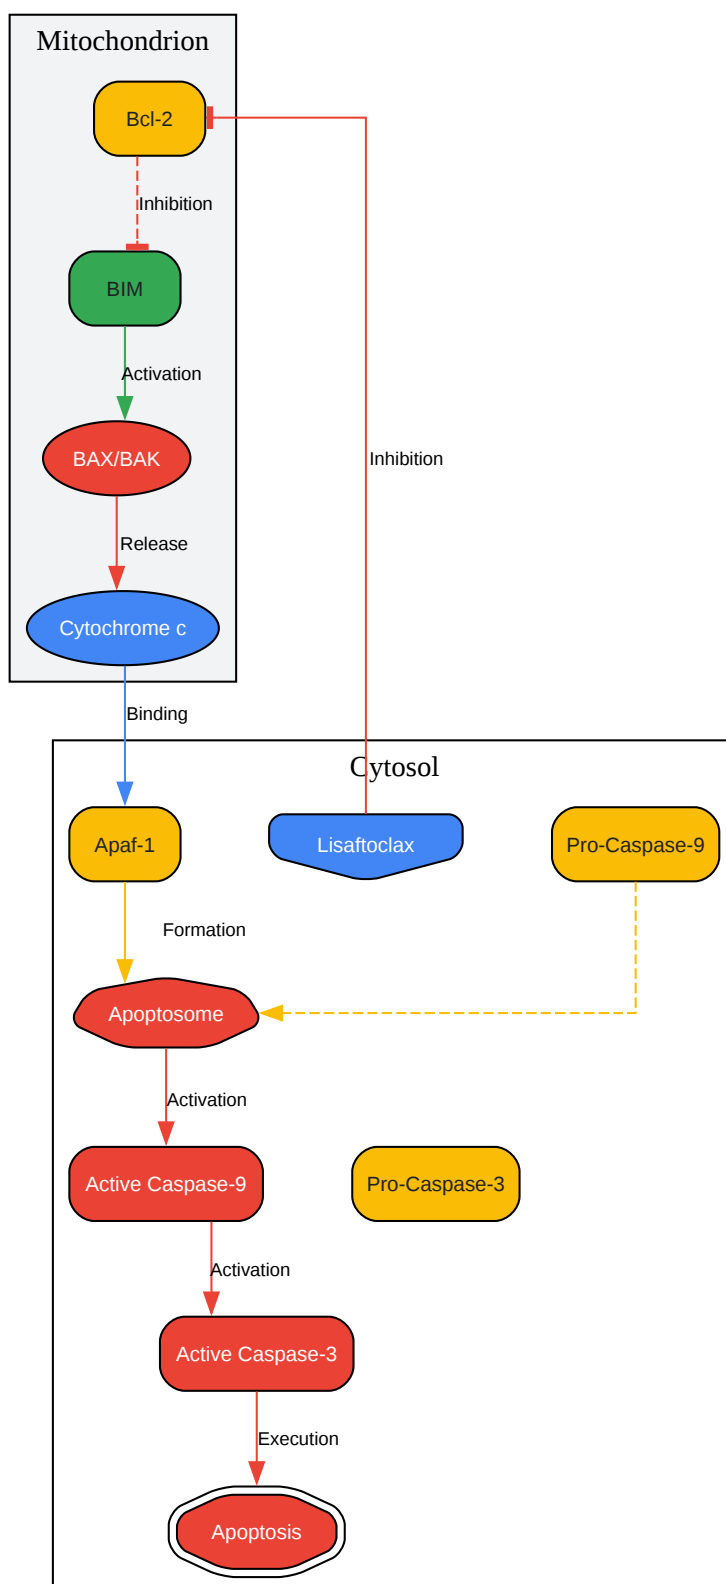 Mitochondrion
Bcl-2
Inhibition
BIM
Activation
BAX/BAK
Inhibition
Release
Cytochrome c
Binding
Cytosol
Apaf-1
Lisaftoclax
Pro-Caspase-9
Formation
Apoptosome
Activation
Active Caspase-9
Pro-Caspase-3
Activation
Active Caspase-3
Execution
Apoptosis